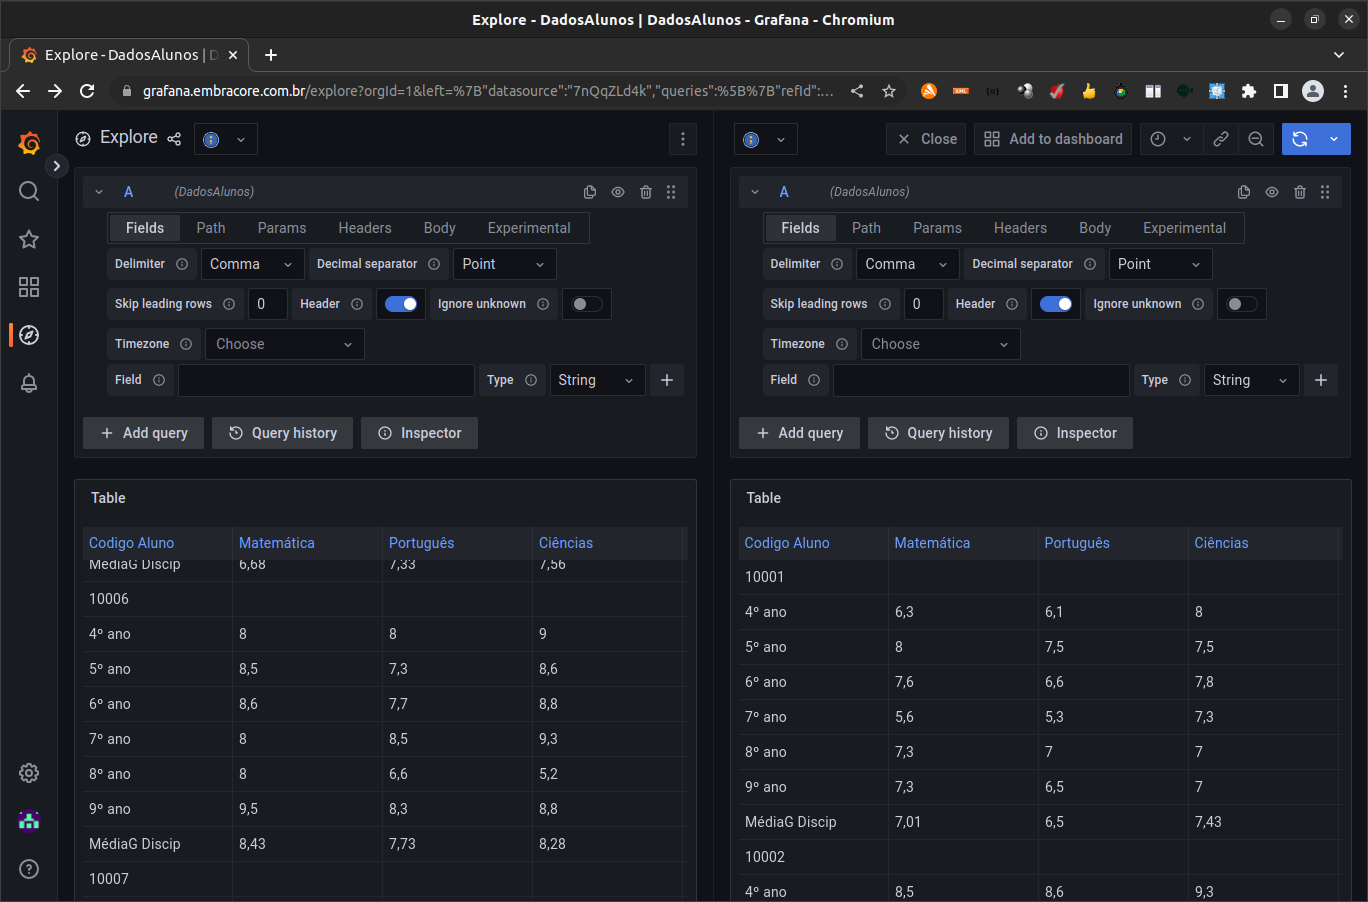 Explore - DadosAlunos | DadosAlunos - Grafana - Chromium
Explore - DadosAlunos | D
grafana.embracore.com.br/explore?orgId=1&left=%7B"datasource":"7nQqZLd4k","queries":%5B%7B"refId":...
Explore
Close
Add to dashboard
A
(DadosAlunos)
Fields Path Params Headers Body Experimental
Delimiter Comma Decimal separator Point
Skip leading rows 0 Header Ignore unknown
Timezone Choose
Field Type String
Add query Query history Inspector
Table
Codigo Aluno Matemática Português Ciências
MédiaG Discip 6,68 7,33 7,56
10006
4º ano 8 8 9
5º ano 8,5 7,3 8,6
6º ano 8,6 7,7 8,8
7º ano 8 8,5 9,3
8º ano 8 6,6 5,2
9º ano 9,5 8,3 8,8
MédiaG Discip 8,43 7,73 8,28
10007
A
(DadosAlunos)
Fields Path Params Headers Body Experimental
Delimiter Comma Decimal separator Point
Skip leading rows 0 Header Ignore unknown
Timezone Choose
Field Type String
Add query Query history Inspector
Table
Codigo Aluno Matemática Português Ciências
10001
4º ano 6,3 6,1 8
5º ano 8 7,5 7,5
6º ano 7,6 6,6 7,8
7º ano 5,6 5,3 7,3
8º ano 7,3 7 7
9º ano 7,3 6,5 7
MédiaG Discip 7,01 6,5 7,43
10002
4º ano 8,5 8,6 9,3